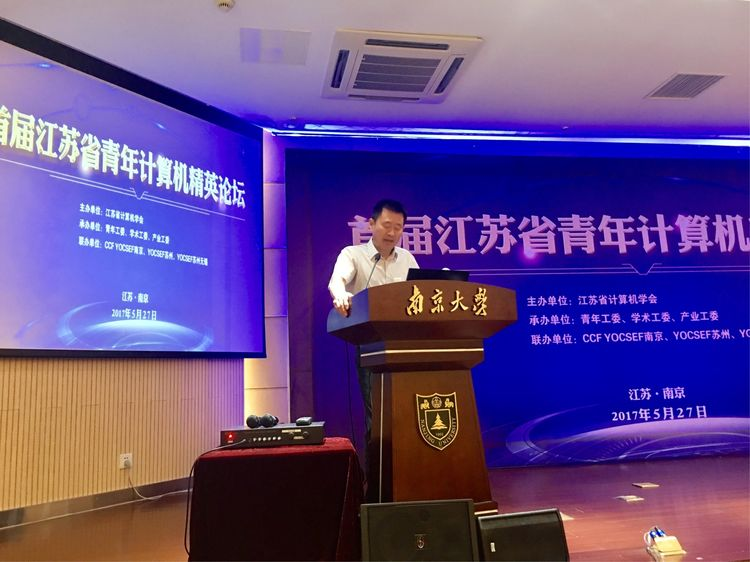 首届江苏省青年计算机精英论坛
主办单位：江苏省计算机学会
承办单位：青年工委、学术工委、产业工委
联办单位：CCF YOCSEF南京、YOCSEF苏州、YOCSEF苏州无锡
江苏·南京
2017年5月27日
首届江苏省青年计算机
主办单位：江苏省计算机学会
承办单位：青年工委、学术工委、产业工委
联办单位：CCF YOCSEF南京、YOCSEF苏州、YO
江苏·南京
2017年5月27日
南京大学
NANJING UNIVERSITY